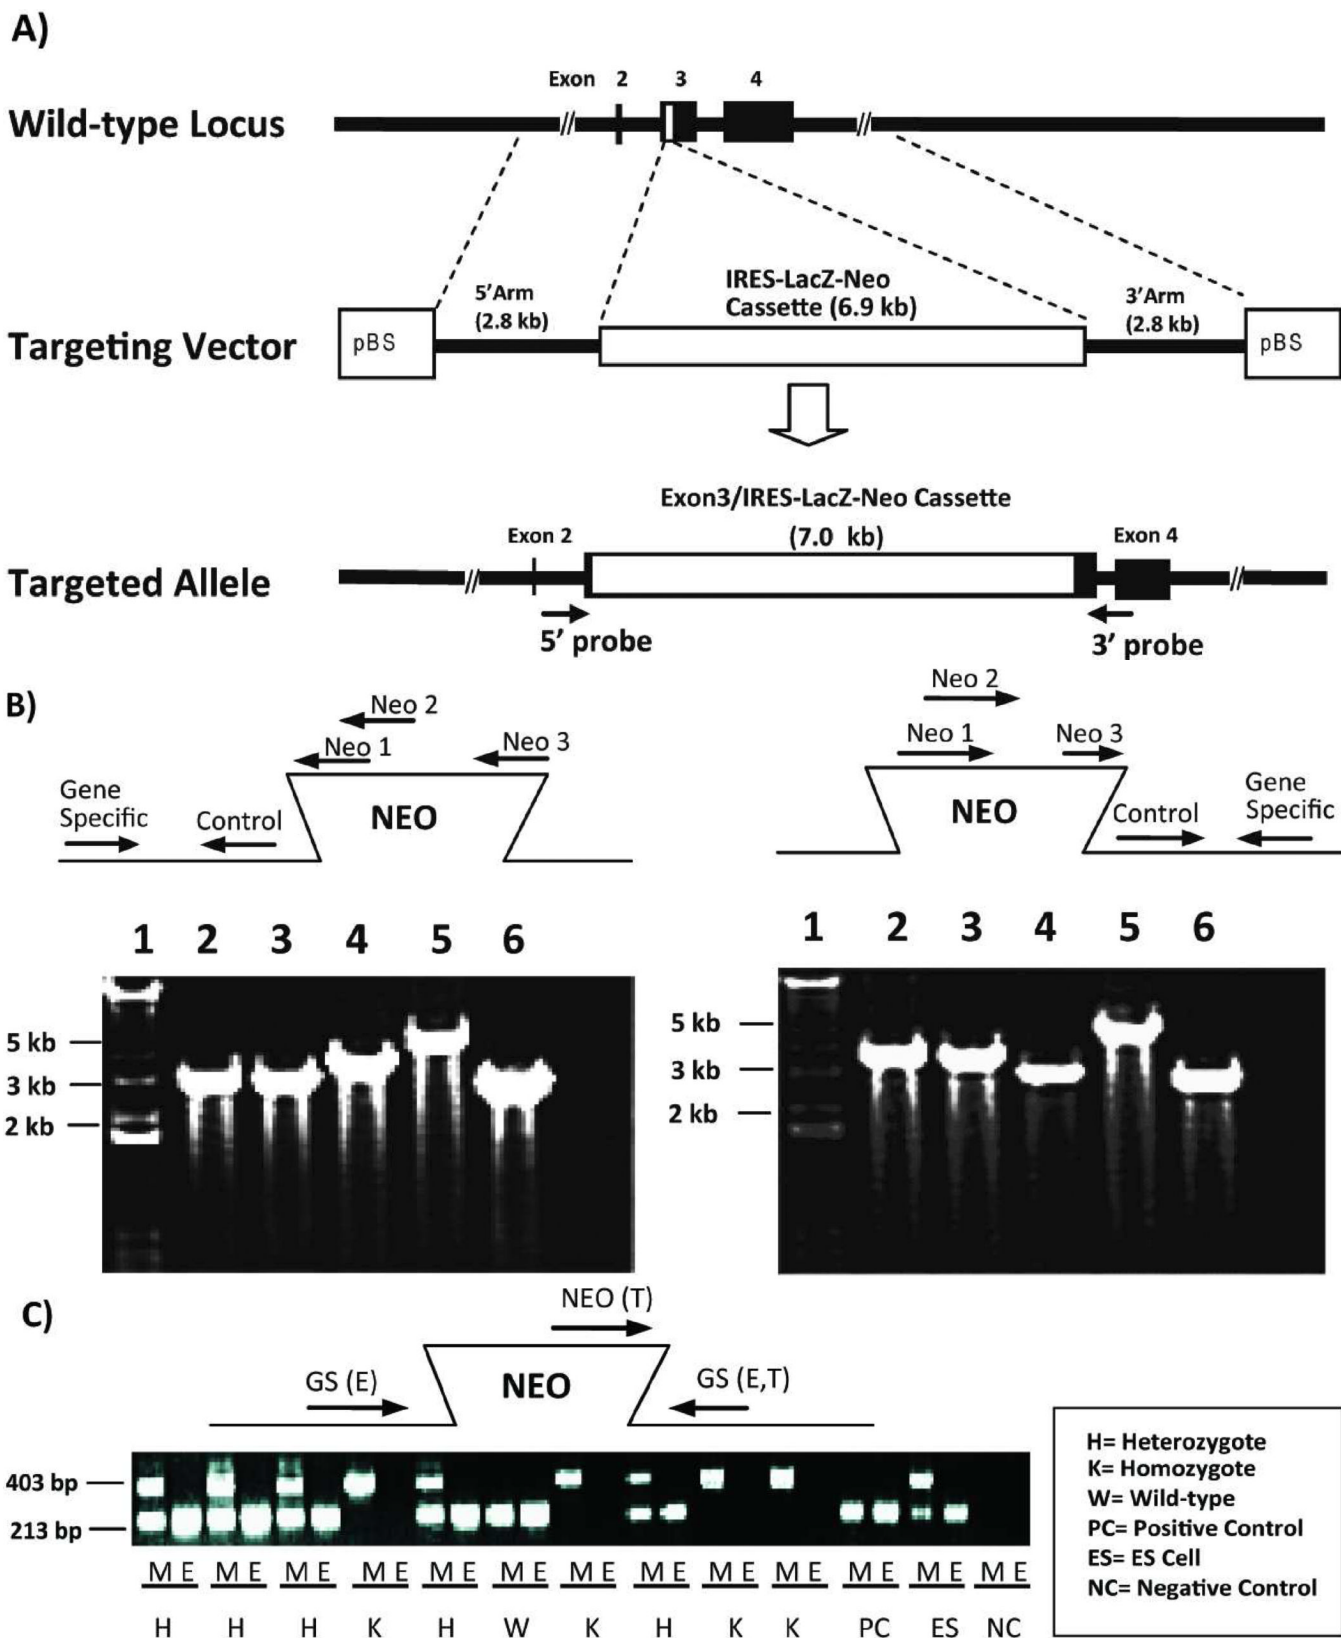 A)
Exon 2 3 4
Wild-type Locus
IRES-LacZ-Neo
Cassette (6.9 kb)
5'Arm
(2.8 kb)
3'Arm
(2.8 kb)
Targeting Vector
pBS
pBS
Exon3/IRES-LacZ-Neo Cassette
(7.0 kb)
Exon 2
Exon 4
Targeted Allele
5' probe
3' probe
B)
Neo 2
Neo 1
Neo 3
Gene
Specific
Control
NEO
Neo 2
Neo 1
Neo 3
NEO
Control
Gene
Specific
1 2 3 4 5 6
5 kb
3 kb
2 kb
1 2 3 4 5 6
5 kb
3 kb
2 kb
C)
NEO (T)
GS (E)
NEO
GS (E,T)
403 bp
213 bp
M E M E M E M E M E M E M E M E M E M E M E M E M E
H H H K H W K H K K PC ES NC
H= Heterozygote
K= Homozygote
W= Wild-type
PC= Positive Control
ES= ES Cell
NC= Negative Control